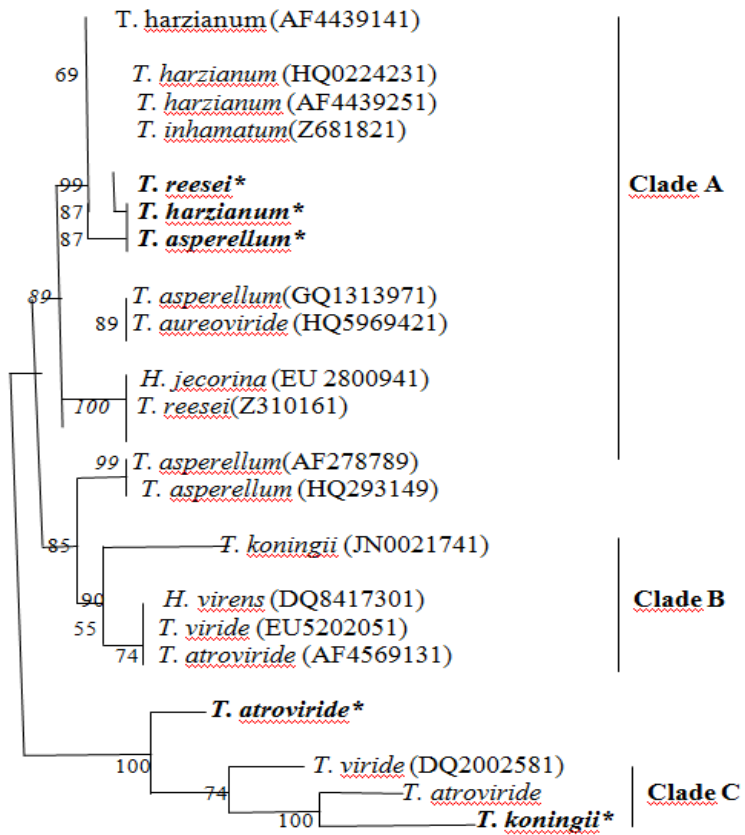 T. harzianum (AF4439141)
69
T. harzianum (HQ0224231)
T. harzianum (AF4439251)
T. inhamatum(Z681821)
99 T. reesei* Clade A
87 T. harzianum*
87 T. asperellum*
89 T. asperellum(GQ1313971)
89 T. aureoviride (HQ5969421)
H. jecorina (EU 2800941)
100 T. reesei(Z310161)
99 T. asperellum(AF278789)
T. asperellum (HQ293149)
85 T. koningii (JN0021741)
90 H. virens (DQ8417301) Clade B
55 T. viride (EU5202051)
74 T. atroviride (AF4569131)
T. atroviride*
100 T. viride (DQ2002581)
74 T. atroviride Clade C
100 T. koningii*